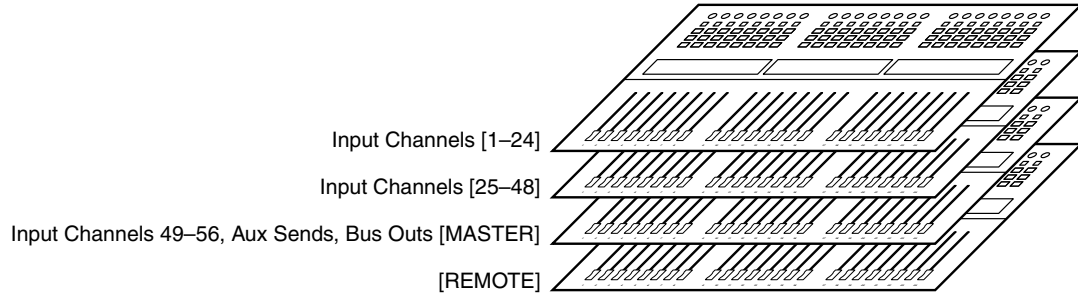 Input Channels [1–24]
Input Channels [25–48]
Input Channels 49–56, Aux Sends, Bus Outs [MASTER]
[REMOTE]